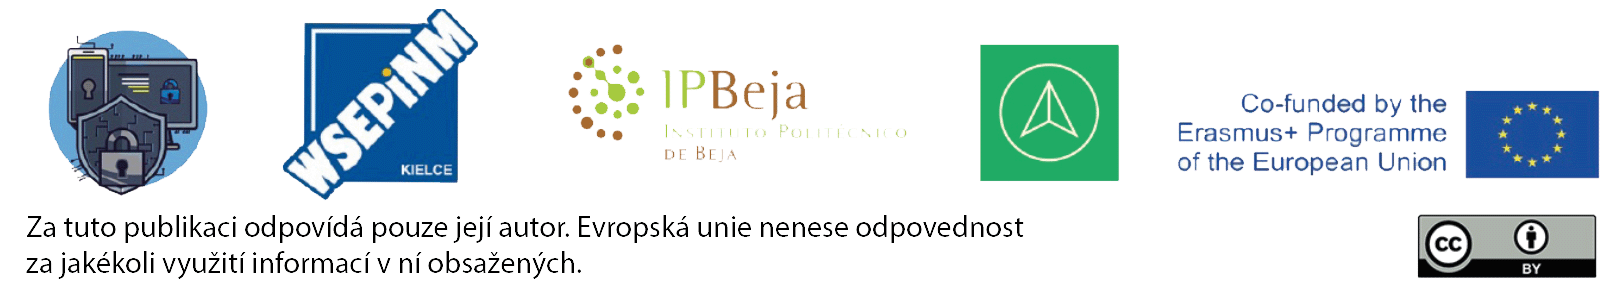 WSEPiNM
KIELCE
IPBeja
INSTITUTO POLITÉCNICO
DE BEJA
Co-funded by the
Erasmus+ Programme
of the European Union
Za tuto publikaci odpovídá pouze její autor. Evropská unie nenese odpovednost
za jakékoli využití informací v ní obsažených.
CC
BY